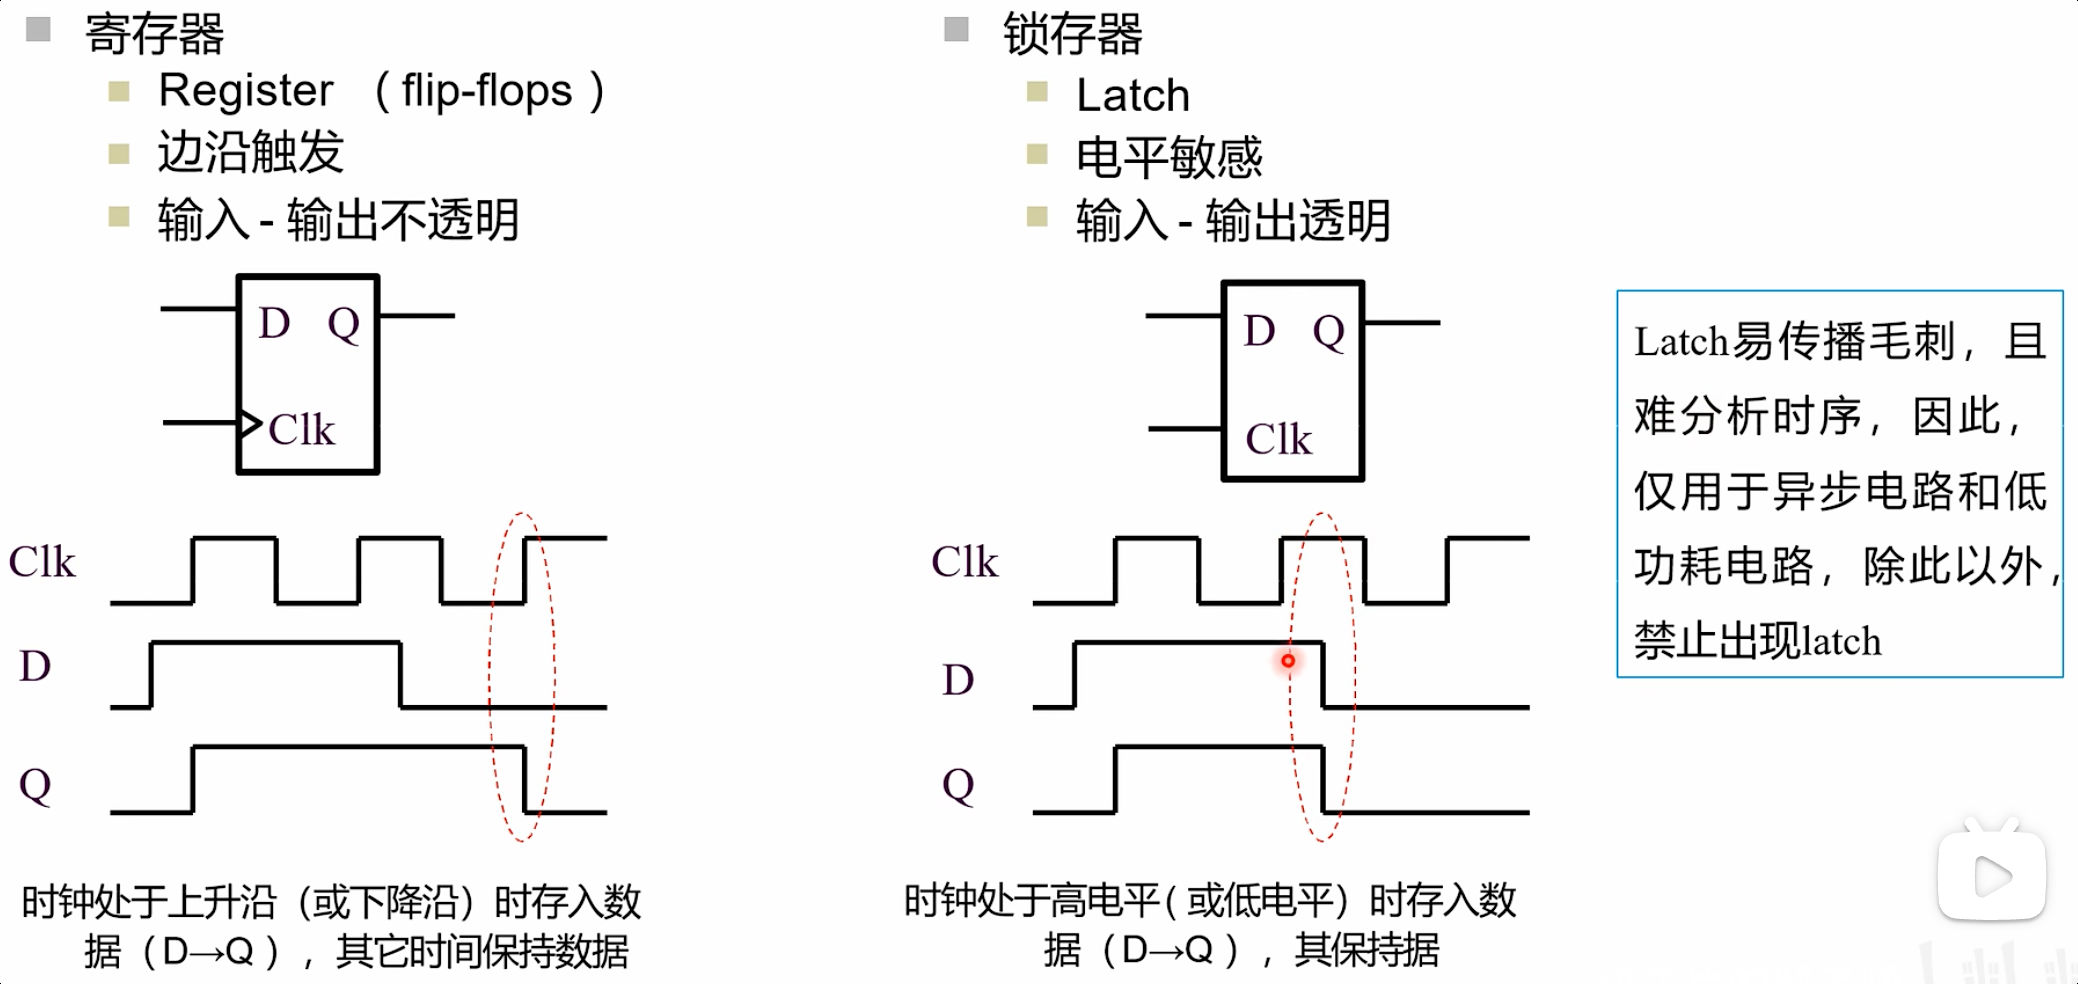 寄存器
Register （flip-flops）
边沿触发
输入 - 输出不透明
D Q
Clk
Clk
D
Q
时钟处于上升沿（或下降沿）时存入数
据（D→Q），其它时间保持数据
锁存器
Latch
电平敏感
输入 - 输出透明
D Q
Clk
Clk
D
Q
时钟处于高电平(或低电平）时存入数
据（D→Q），其保持据
Latch易传播毛刺，且
难分析时序，因此，
仅用于异步电路和低
功耗电路，除此以外，
禁止出现latch